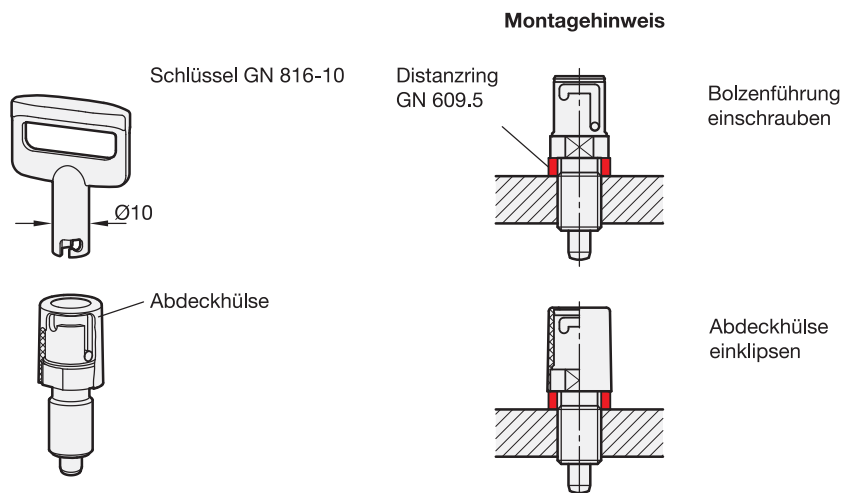 Montagehinweis
Schlüssel GN 816-10
Distanzring
GN 609.5
Bolzenführung
einschrauben
Ø10
Abdeckhülse
Abdeckhülse
einklipsen